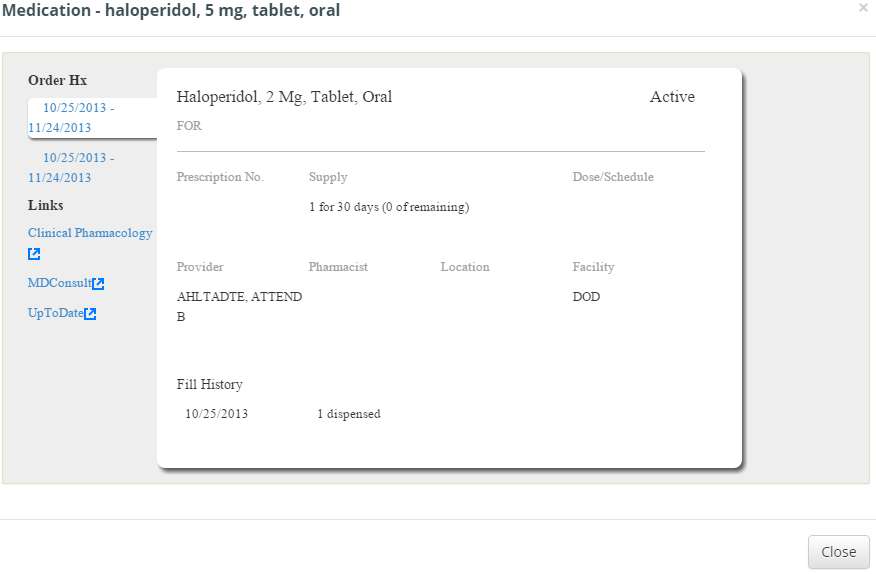 Medication - haloperidol, 5 mg, tablet, oral
×
Order Hx
10/25/2013 -
11/24/2013
10/25/2013 -
11/24/2013
Links
Clinical Pharmacology
MDConsult
UpToDate
Haloperidol, 2 Mg, Tablet, Oral
Active
FOR
Prescription No.
Supply
Dose/Schedule
1 for 30 days (0 of remaining)
Provider
Pharmacist
Location
Facility
AHLTADTE, ATTEND
B
DOD
Fill History
10/25/2013
1 dispensed
Close